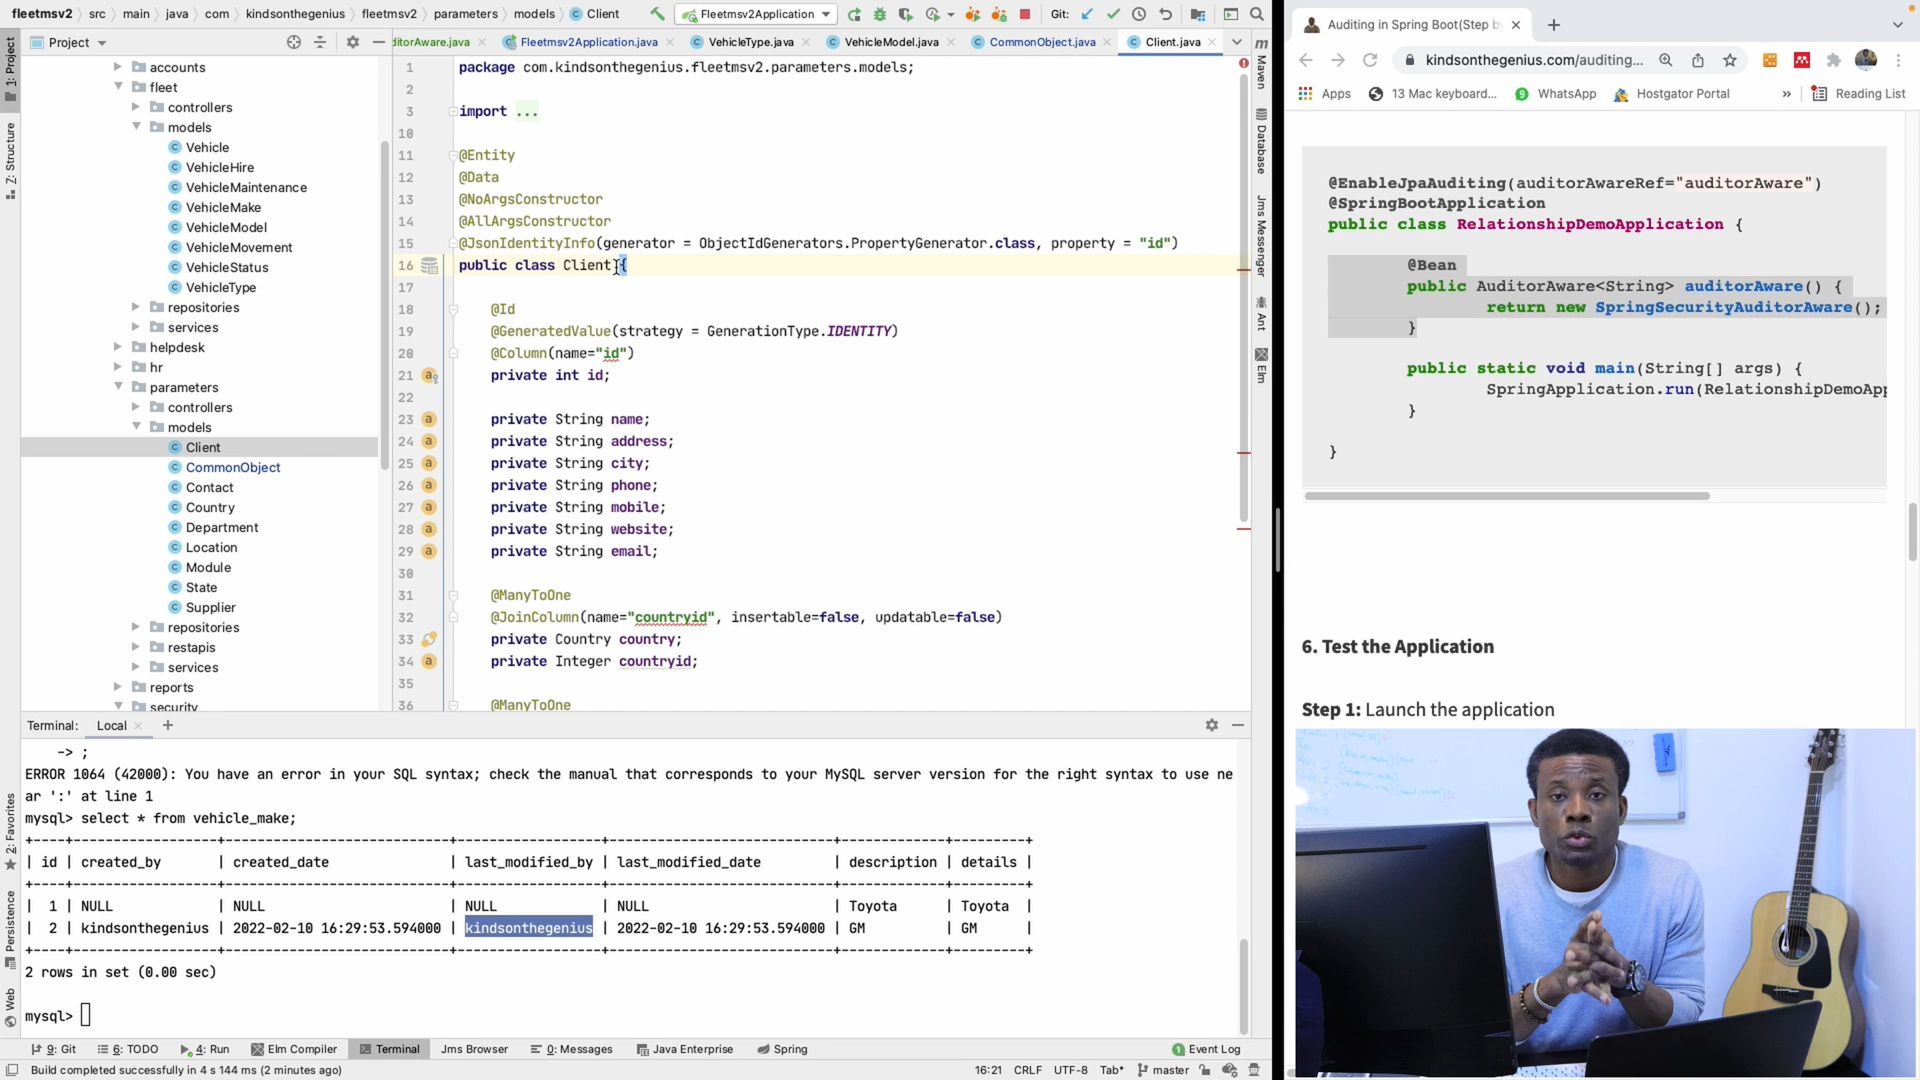 fleetmsv2 〉 src 〉 main 〉 java 〉 com 〉 kindsonthegenius 〉 fleetmsv2 〉 parameters 〉 models 〉 Client
Fleetmsv2Application
Git:
Project
ditorAware.java
Fleetmsv2Application.java
VehicleType.java
VehicleModel.java
CommonObject.java
Client.java
1: Project
Z: Structure
2: Favorites
Persistence
Web
accounts
fleet
controllers
models
Vehicle
VehicleHire
VehicleMaintenance
VehicleMake
VehicleModel
VehicleMovement
VehicleStatus
VehicleType
repositories
services
helpdesk
hr
parameters
controllers
models
Client
CommonObject
Contact
Country
Department
Location
Module
State
Supplier
repositories
restapis
services
reports
security
1 package com.kindsonthegenius.fleetmsv2.parameters.models;
2
3 import ...
10
11 @Entity
12 @Data
13 @NoArgsConstructor
14 @AllArgsConstructor
15 @JsonIdentityInfo(generator = ObjectIdGenerators.PropertyGenerator.class, property = "id")
16 public class Client {
17
18 @Id
19 @GeneratedValue(strategy = GenerationType.IDENTITY)
20 @Column(name="id")
21 private int id;
22
23 private String name;
24 private String address;
25 private String city;
26 private String phone;
27 private String mobile;
28 private String website;
29 private String email;
30
31 @ManyToOne
32 @JoinColumn(name="countryid", insertable=false, updatable=false)
33 private Country country;
34 private Integer countryid;
35
36 @ManyToOne
Maven
Database
Jms Messenger
Ant
Elm
Terminal: Local
-> ;
ERROR 1064 (42000): You have an error in your SQL syntax; check the manual that corresponds to your MySQL server version for the right syntax to use ne
ar ':' at line 1
mysql> select * from vehicle_make;
+----+------------------+----------------------------+------------------+----------------------------+-------------+---------+
| id | created_by | created_date | last_modified_by | last_modified_date | description | details |
+----+------------------+----------------------------+------------------+----------------------------+-------------+---------+
| 1 | NULL | NULL | NULL | NULL | Toyota | Toyota |
| 2 | kindsonthegenius | 2022-02-10 16:29:53.594000 | kindsonthegenius | 2022-02-10 16:29:53.594000 | GM | GM |
+----+------------------+----------------------------+------------------+----------------------------+-------------+---------+
2 rows in set (0.00 sec)
mysql>
9: Git
6: TODO
4: Run
Elm Compiler
Terminal
Jms Browser
0: Messages
Java Enterprise
Spring
1 Event Log
Build completed successfully in 4 s 144 ms (2 minutes ago)
16:21 CRLF UTF-8 Tab* master
Auditing in Spring Boot(Step b
kindsonthegenius.com/auditing...
Apps
13 Mac keyboard...
WhatsApp
Hostgator Portal
»
Reading List
@EnableJpaAuditing(auditorAwareRef="auditorAware")
@SpringBootApplication
public class RelationshipDemoApplication {
@Bean
public AuditorAware<String> auditorAware() {
return new SpringSecurityAuditorAware();
}
public static void main(String[] args) {
SpringApplication.run(RelationshipDemoApp
}
}
6. Test the Application
Step 1: Launch the application